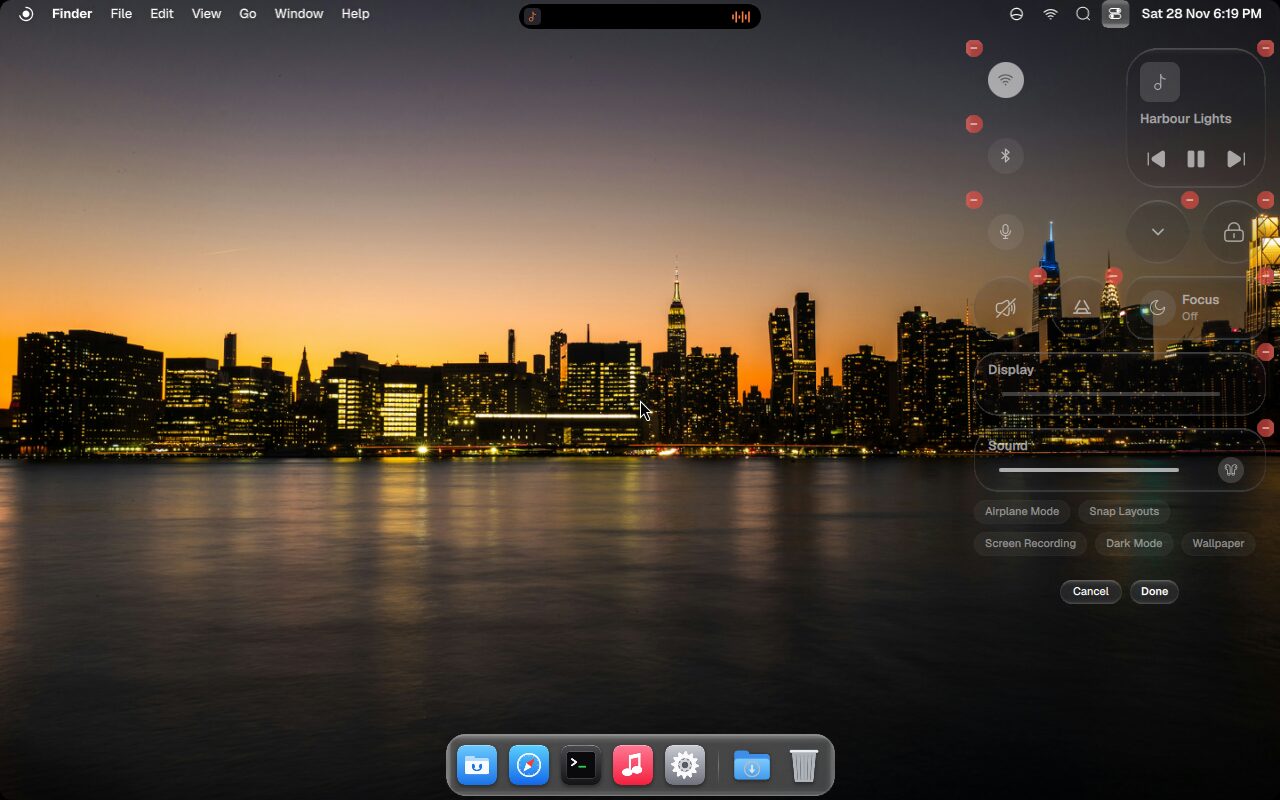 Finder File Edit View Go Window Help
Sat 28 Nov 6:19 PM
Harbour Lights
Focus
Off
Display
Sound
Airplane Mode Snap Layouts
Screen Recording Dark Mode Wallpaper
Cancel Done